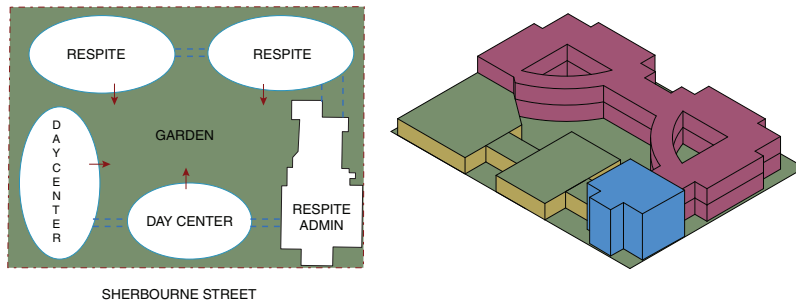 RESPITE
RESPITE
GARDEN
D
A
Y
C
E
N
T
E
R
DAY CENTER
RESPITE
ADMIN
SHERBOURNE STREET